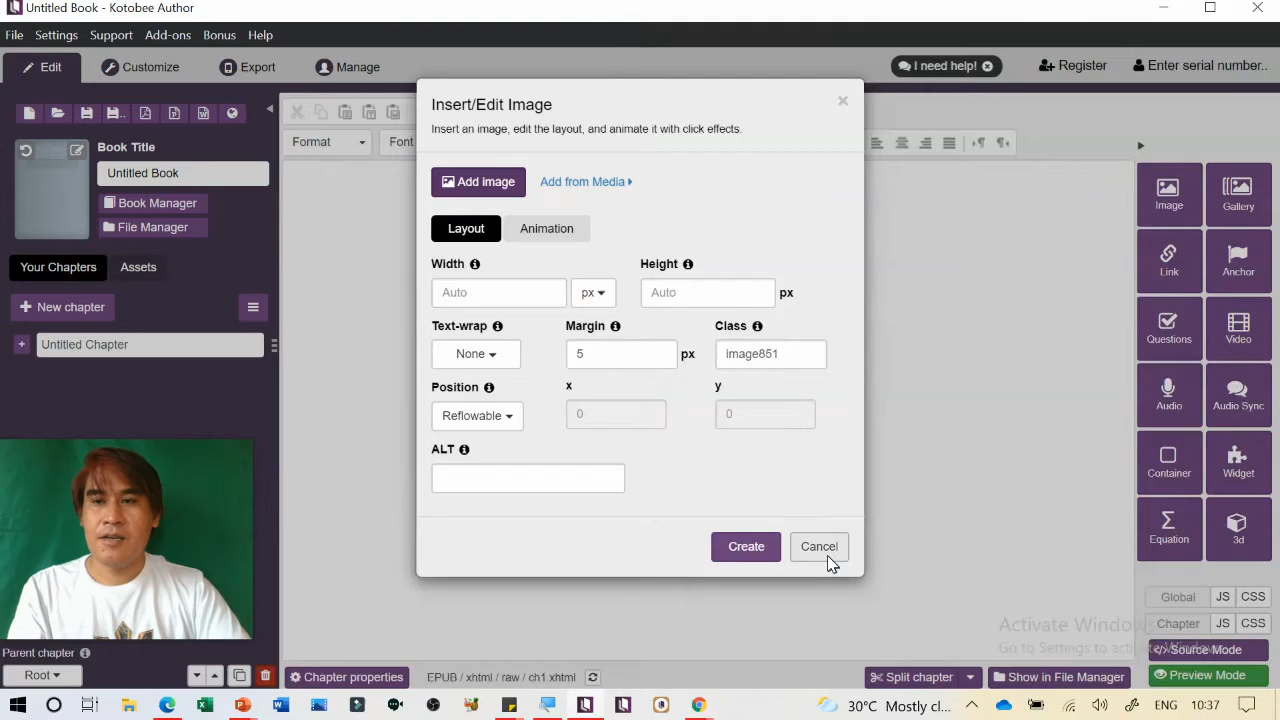 Untitled Book - Kotobee Author
File Settings Support Add-ons Bonus Help
Edit Customize Export Manage I need help! Register Enter serial number..
Insert/Edit Image
Insert an image, edit the layout, and animate it with click effects.
Book Title
Untitled Book
Book Manager
File Manager
Format
Font
Add image Add from Media
Layout Animation
Image Gallery
Your Chapters Assets
Width Height
Link Anchor
Auto px Auto px
New chapter
Text-wrap Margin Class
Questions Video
Untitled Chapter
None 5 px image851
Position x y
Audio Audio Sync
Reflowable 0 0
ALT
Container Widget
Equation 3d
Create Cancel
Global JS CSS
Chapter JS CSS
Activate Windows
Go to Settings to activate
Source Mode
Parent chapter
Root
Chapter properties EPUB / xhtml / raw / ch1.xhtml Split chapter Show in File Manager Preview Mode
30°C Mostly cl... ENG 10:37